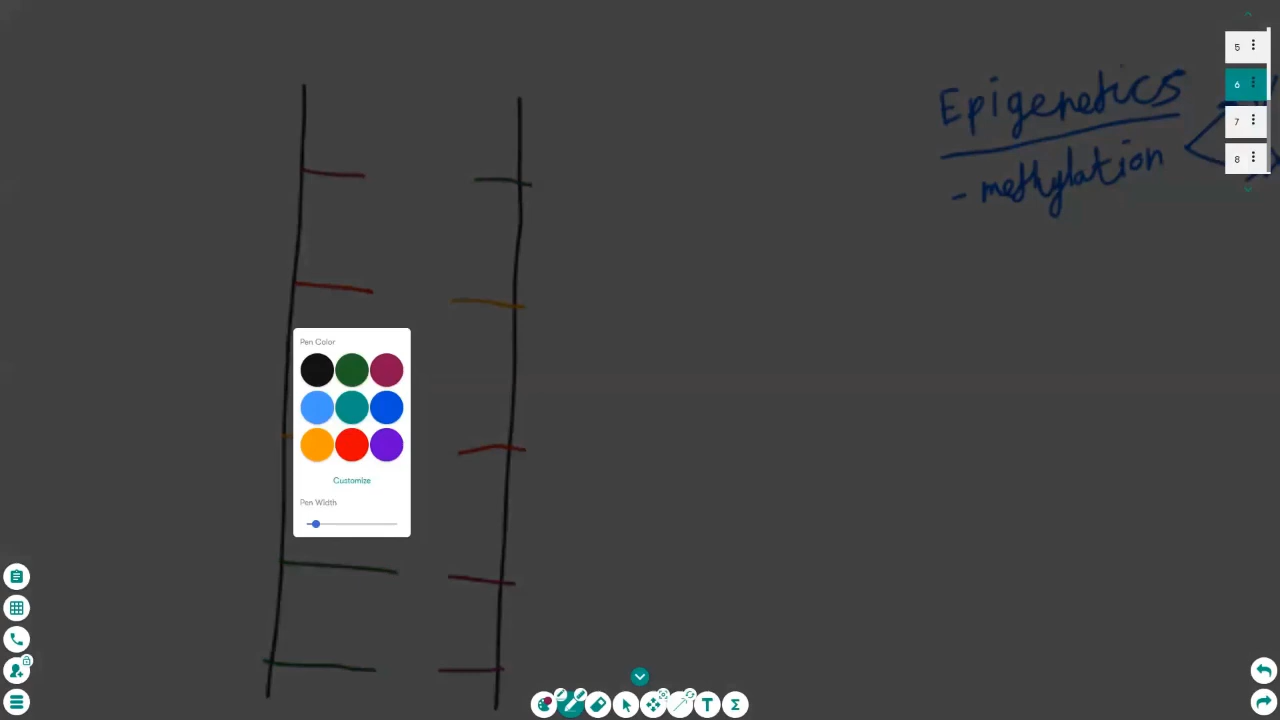 Epigenetics
- methylation
5
6
7
8
Pen Color
Customize
Pen Width
T
Σ